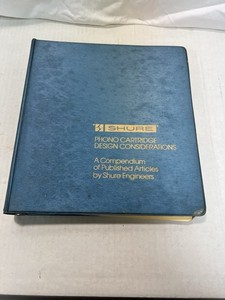 SHURE
PHONO CARTRIDGE
DESIGN CONSIDERATIONS
A Compendium
of Published Articles
by Shure Engineers